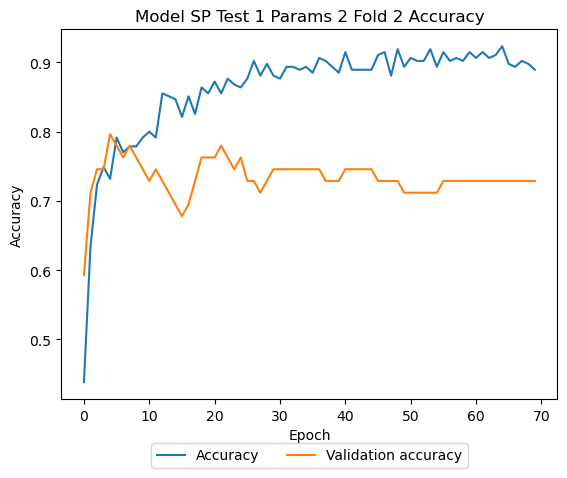 Model SP Test 1 Params 2 Fold 2 Accuracy
0.9
0.8
0.7
0.6
0.5
Accuracy
0 10 20 30 40 50 60 70
Epoch
Accuracy Validation accuracy